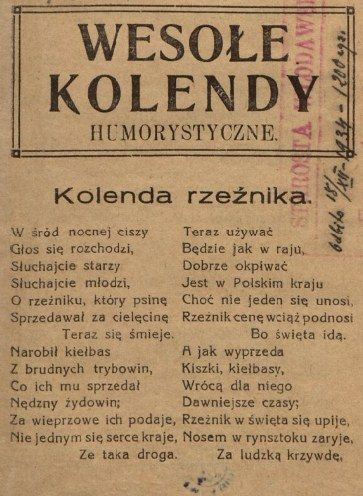 WESOŁE
KOLENDY
HUMORYSTYCZNE.
Kolenda rzeźnika.
W śród nocnej ciszy
Głos się rozchodzi,
Słuchajcie starzy
Słuchajcie młodzi,
O rzeźniku, który psinę
Sprzedawał za cielęcinę
Teraz się śmieje.
Narobił kiełbas
Z brudnych trybowin,
Co ich mu sprzedał
Nędzny żydowin;
Za wieprzowe ich podaje,
Nie jednym się serce kraje,
Ze taka droga.
Teraz używać
Będzie jak w raju,
Dobrze okpiwać
Jest w Polskim kraju
Choć nie jeden się unosi,
Rzeźnik cenę wciąż podnosi
Bo święta idą.
A jak wyprzeda
Kiszki, kiełbasy,
Wrócą dla niego
Dawniejsze czasy;
Rzeźnik w święta się upije,
Nosem w rynsztoku zaryje,
Za ludzką krzywdę.
STAROSTA